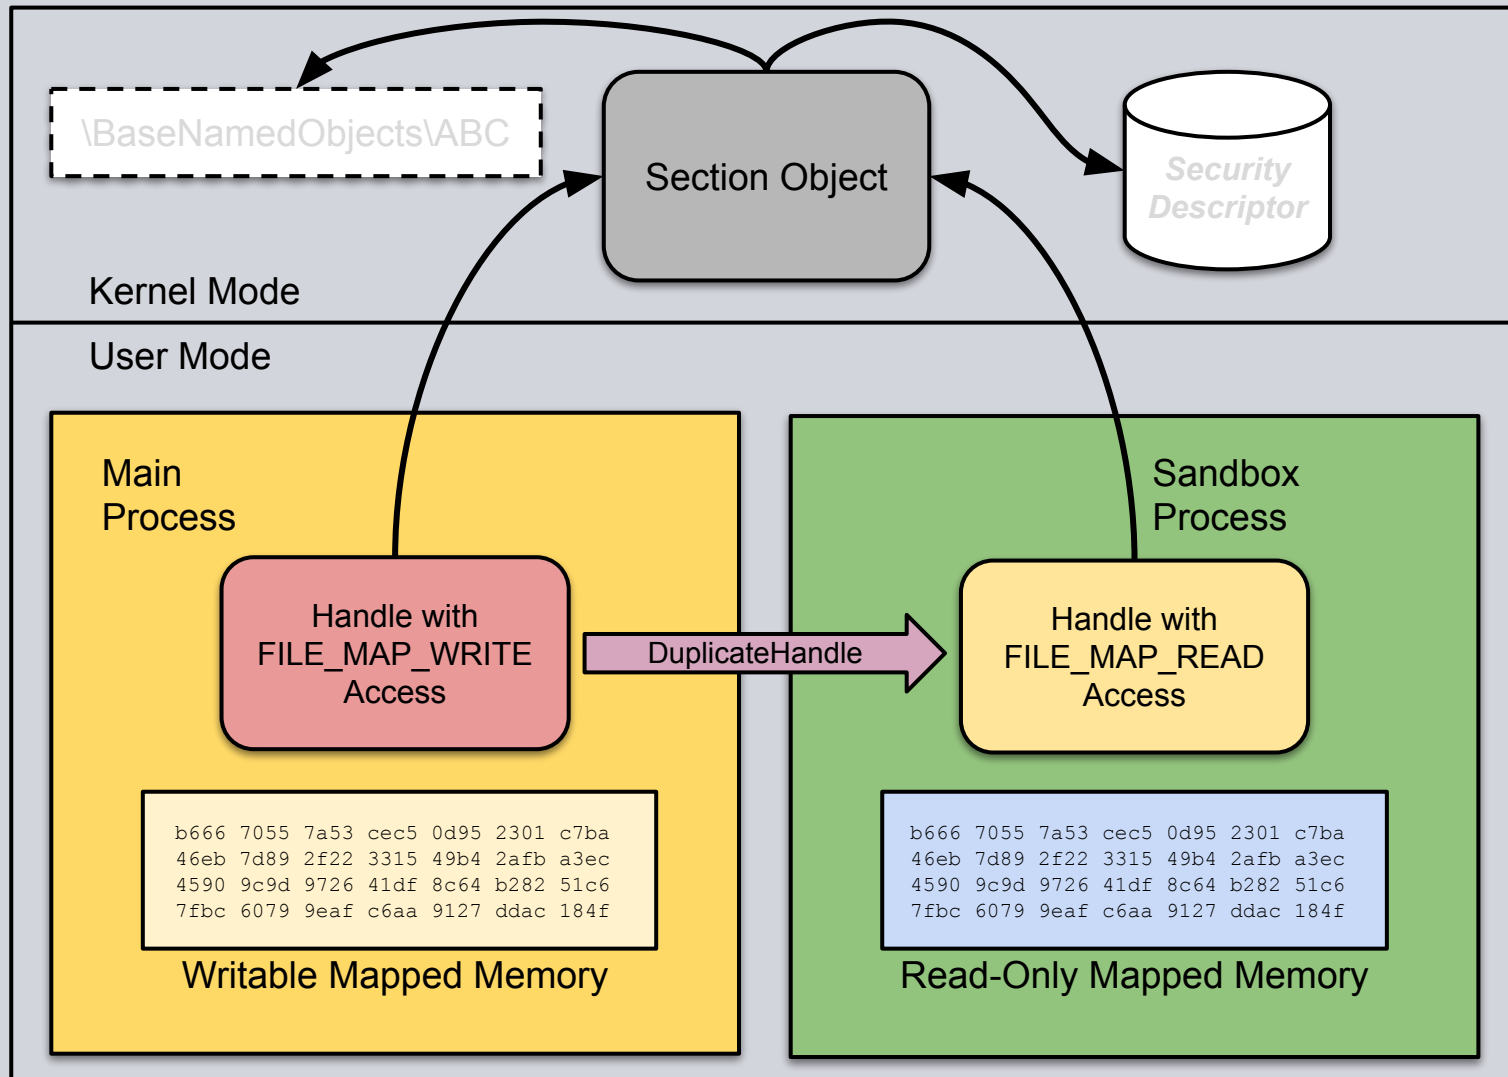 \BaseNamedObjects\ABC
Section Object
Security
Descriptor
Kernel Mode
User Mode
Main
Process
Sandbox
Process
Handle with
FILE_MAP_WRITE
Access
DuplicateHandle
Handle with
FILE_MAP_READ
Access
b666 7055 7a53 cec5 0d95 2301 c7ba
46eb 7d89 2f22 3315 49b4 2afb a3ec
4590 9c9d 9726 41df 8c64 b282 51c6
7fbc 6079 9eaf c6aa 9127 ddac 184f
Writable Mapped Memory
b666 7055 7a53 cec5 0d95 2301 c7ba
46eb 7d89 2f22 3315 49b4 2afb a3ec
4590 9c9d 9726 41df 8c64 b282 51c6
7fbc 6079 9eaf c6aa 9127 ddac 184f
Read-Only Mapped Memory